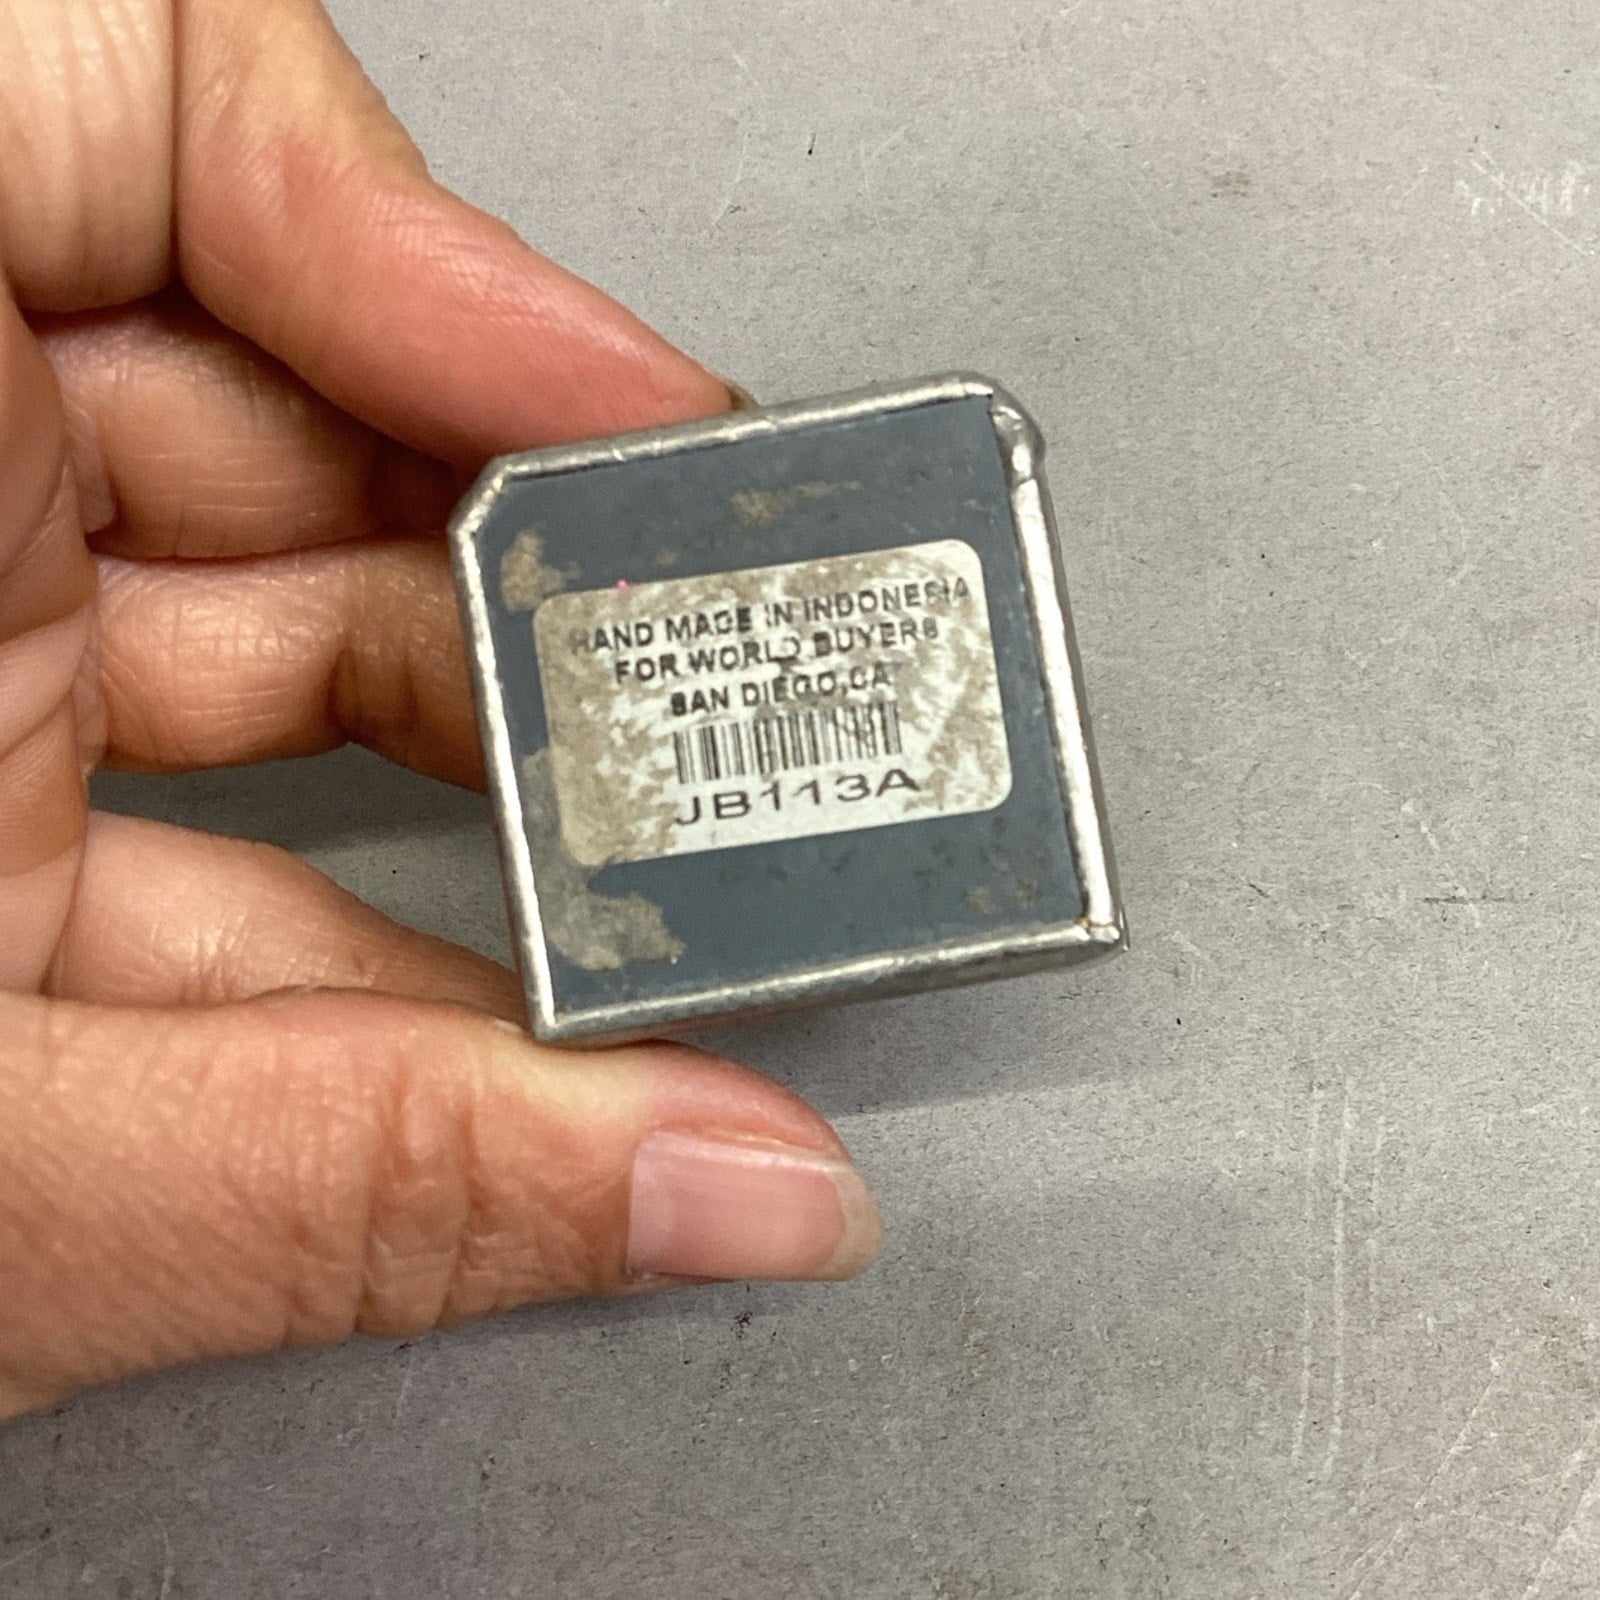 HAND MADE IN INDONESIA
FOR WORLD BUYERS
SAN DIEGO,CA
JB113A